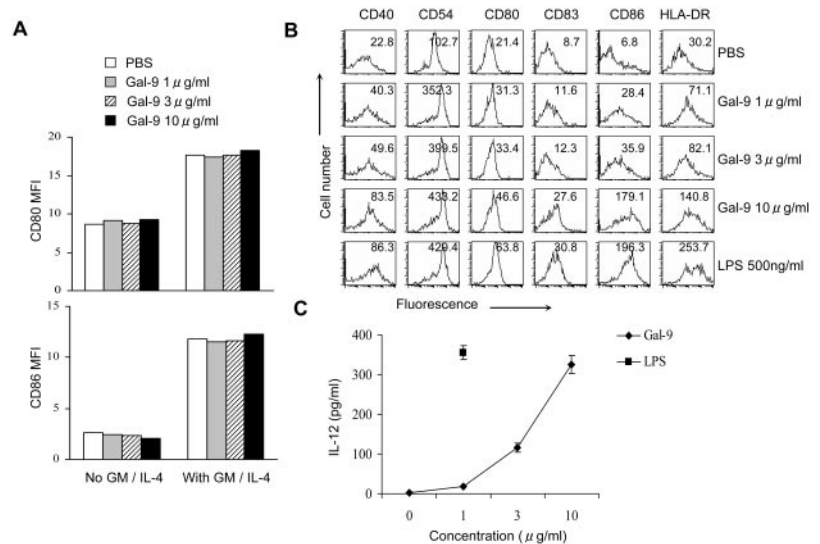 A
PBS
Gal-9 1 μg/ml
Gal-9 3 μg/ml
Gal-9 10 μg/ml
20
15
10
5
0
CD80 MFI
15
10
5
0
CD86 MFI
No GM / IL-4 With GM / IL-4
B
CD40 CD54 CD80 CD83 CD86 HLA-DR
22.8 102.7 21.4 8.7 6.8 30.2 PBS
40.3 352.3 31.3 11.6 28.4 71.1 Gal-9 1 μg/ml
49.6 399.5 33.4 12.3 35.9 82.1 Gal-9 3 μg/ml
83.5 433.2 46.6 27.6 179.1 140.8 Gal-9 10 μg/ml
86.3 429.4 63.8 30.8 196.3 253.7 LPS 500ng/ml
Cell number
Fluorescence
C
Gal-9
LPS
400
300
200
100
0
IL-12 (pg/ml)
0 1 3 10
Concentration (μg/ml)